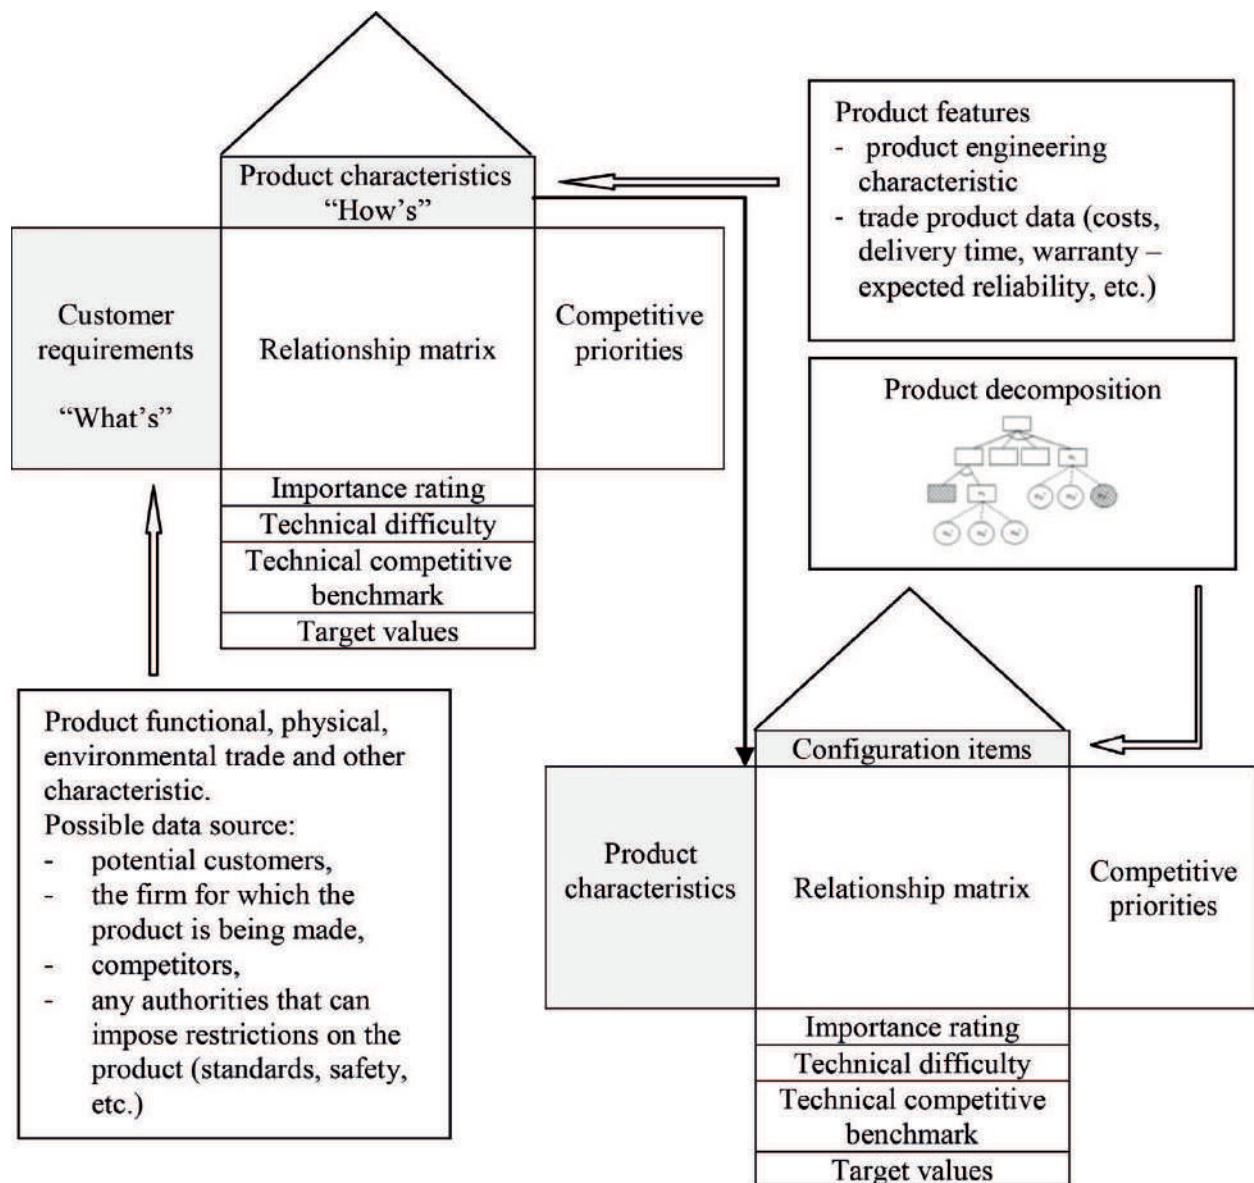 Product characteristics
“How’s”
Customer
requirements
“What’s”
Relationship matrix
Competitive
priorities
Importance rating
Technical difficulty
Technical competitive
benchmark
Target values
Product features
- product engineering
characteristic
- trade product data (costs,
delivery time, warranty –
expected reliability, etc.)
Product decomposition
Product functional, physical,
environmental trade and other
characteristic.
Possible data source:
- potential customers,
- the firm for which the
product is being made,
- competitors,
- any authorities that can
impose restrictions on the
product (standards, safety,
etc.)
Configuration items
Product
characteristics
Relationship matrix
Competitive
priorities
Importance rating
Technical difficulty
Technical competitive
benchmark
Target values